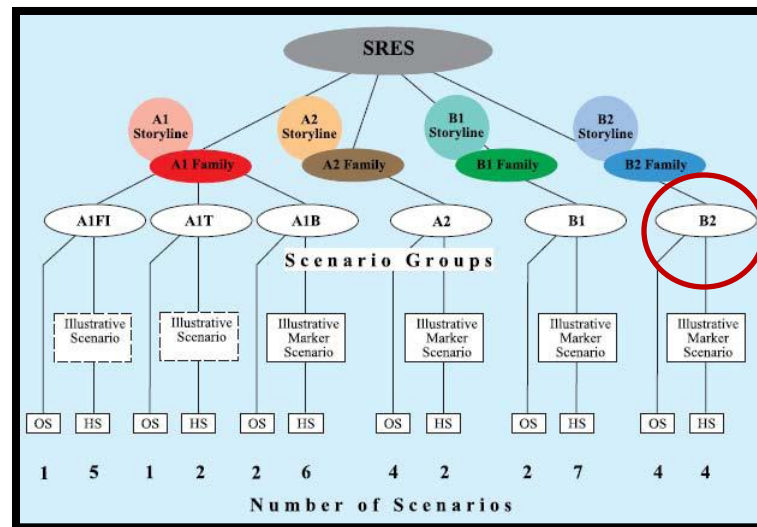 SRES
A1
Storyline
A2
Storyline
B1
Storyline
B2
Storyline
A1 Family
A2 Family
B1 Family
B2 Family
A1FI
A1T
A1B
A2
B1
B2
Scenario Groups
Illustrative
Scenario
Illustrative
Scenario
Illustrative
Marker
Scenario
Illustrative
Marker
Scenario
Illustrative
Marker
Scenario
Illustrative
Marker
Scenario
OS HS OS OS HS HS OS HS OS HS OS HS
1 5 1 2 2 6 4 2 2 7 4 4
Number of Scenarios